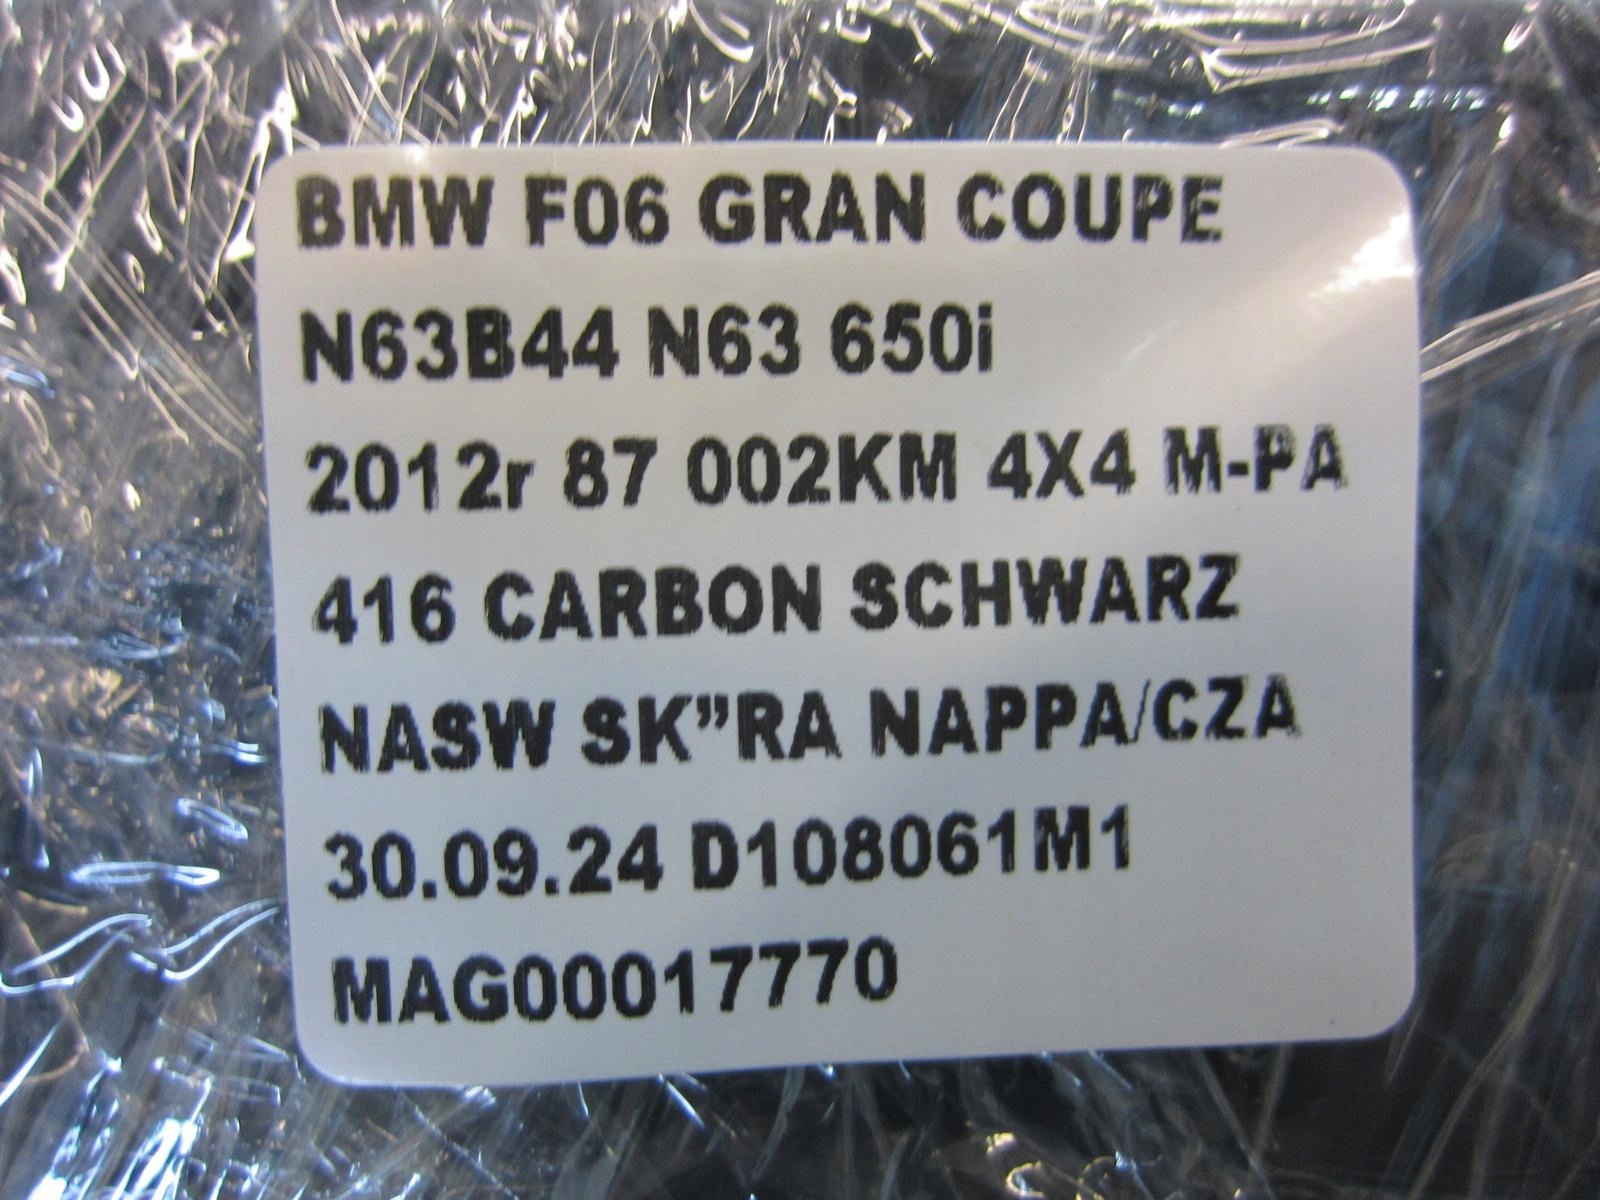 BMW F06 GRAN COUPE
N63B44 N63 650i
2012r 87 002KM 4X4 M-PA
416 CARBON SCHWARZ
NASW SK”RA NAPPA/CZA
30.09.24 D108061M1
MAG00017770